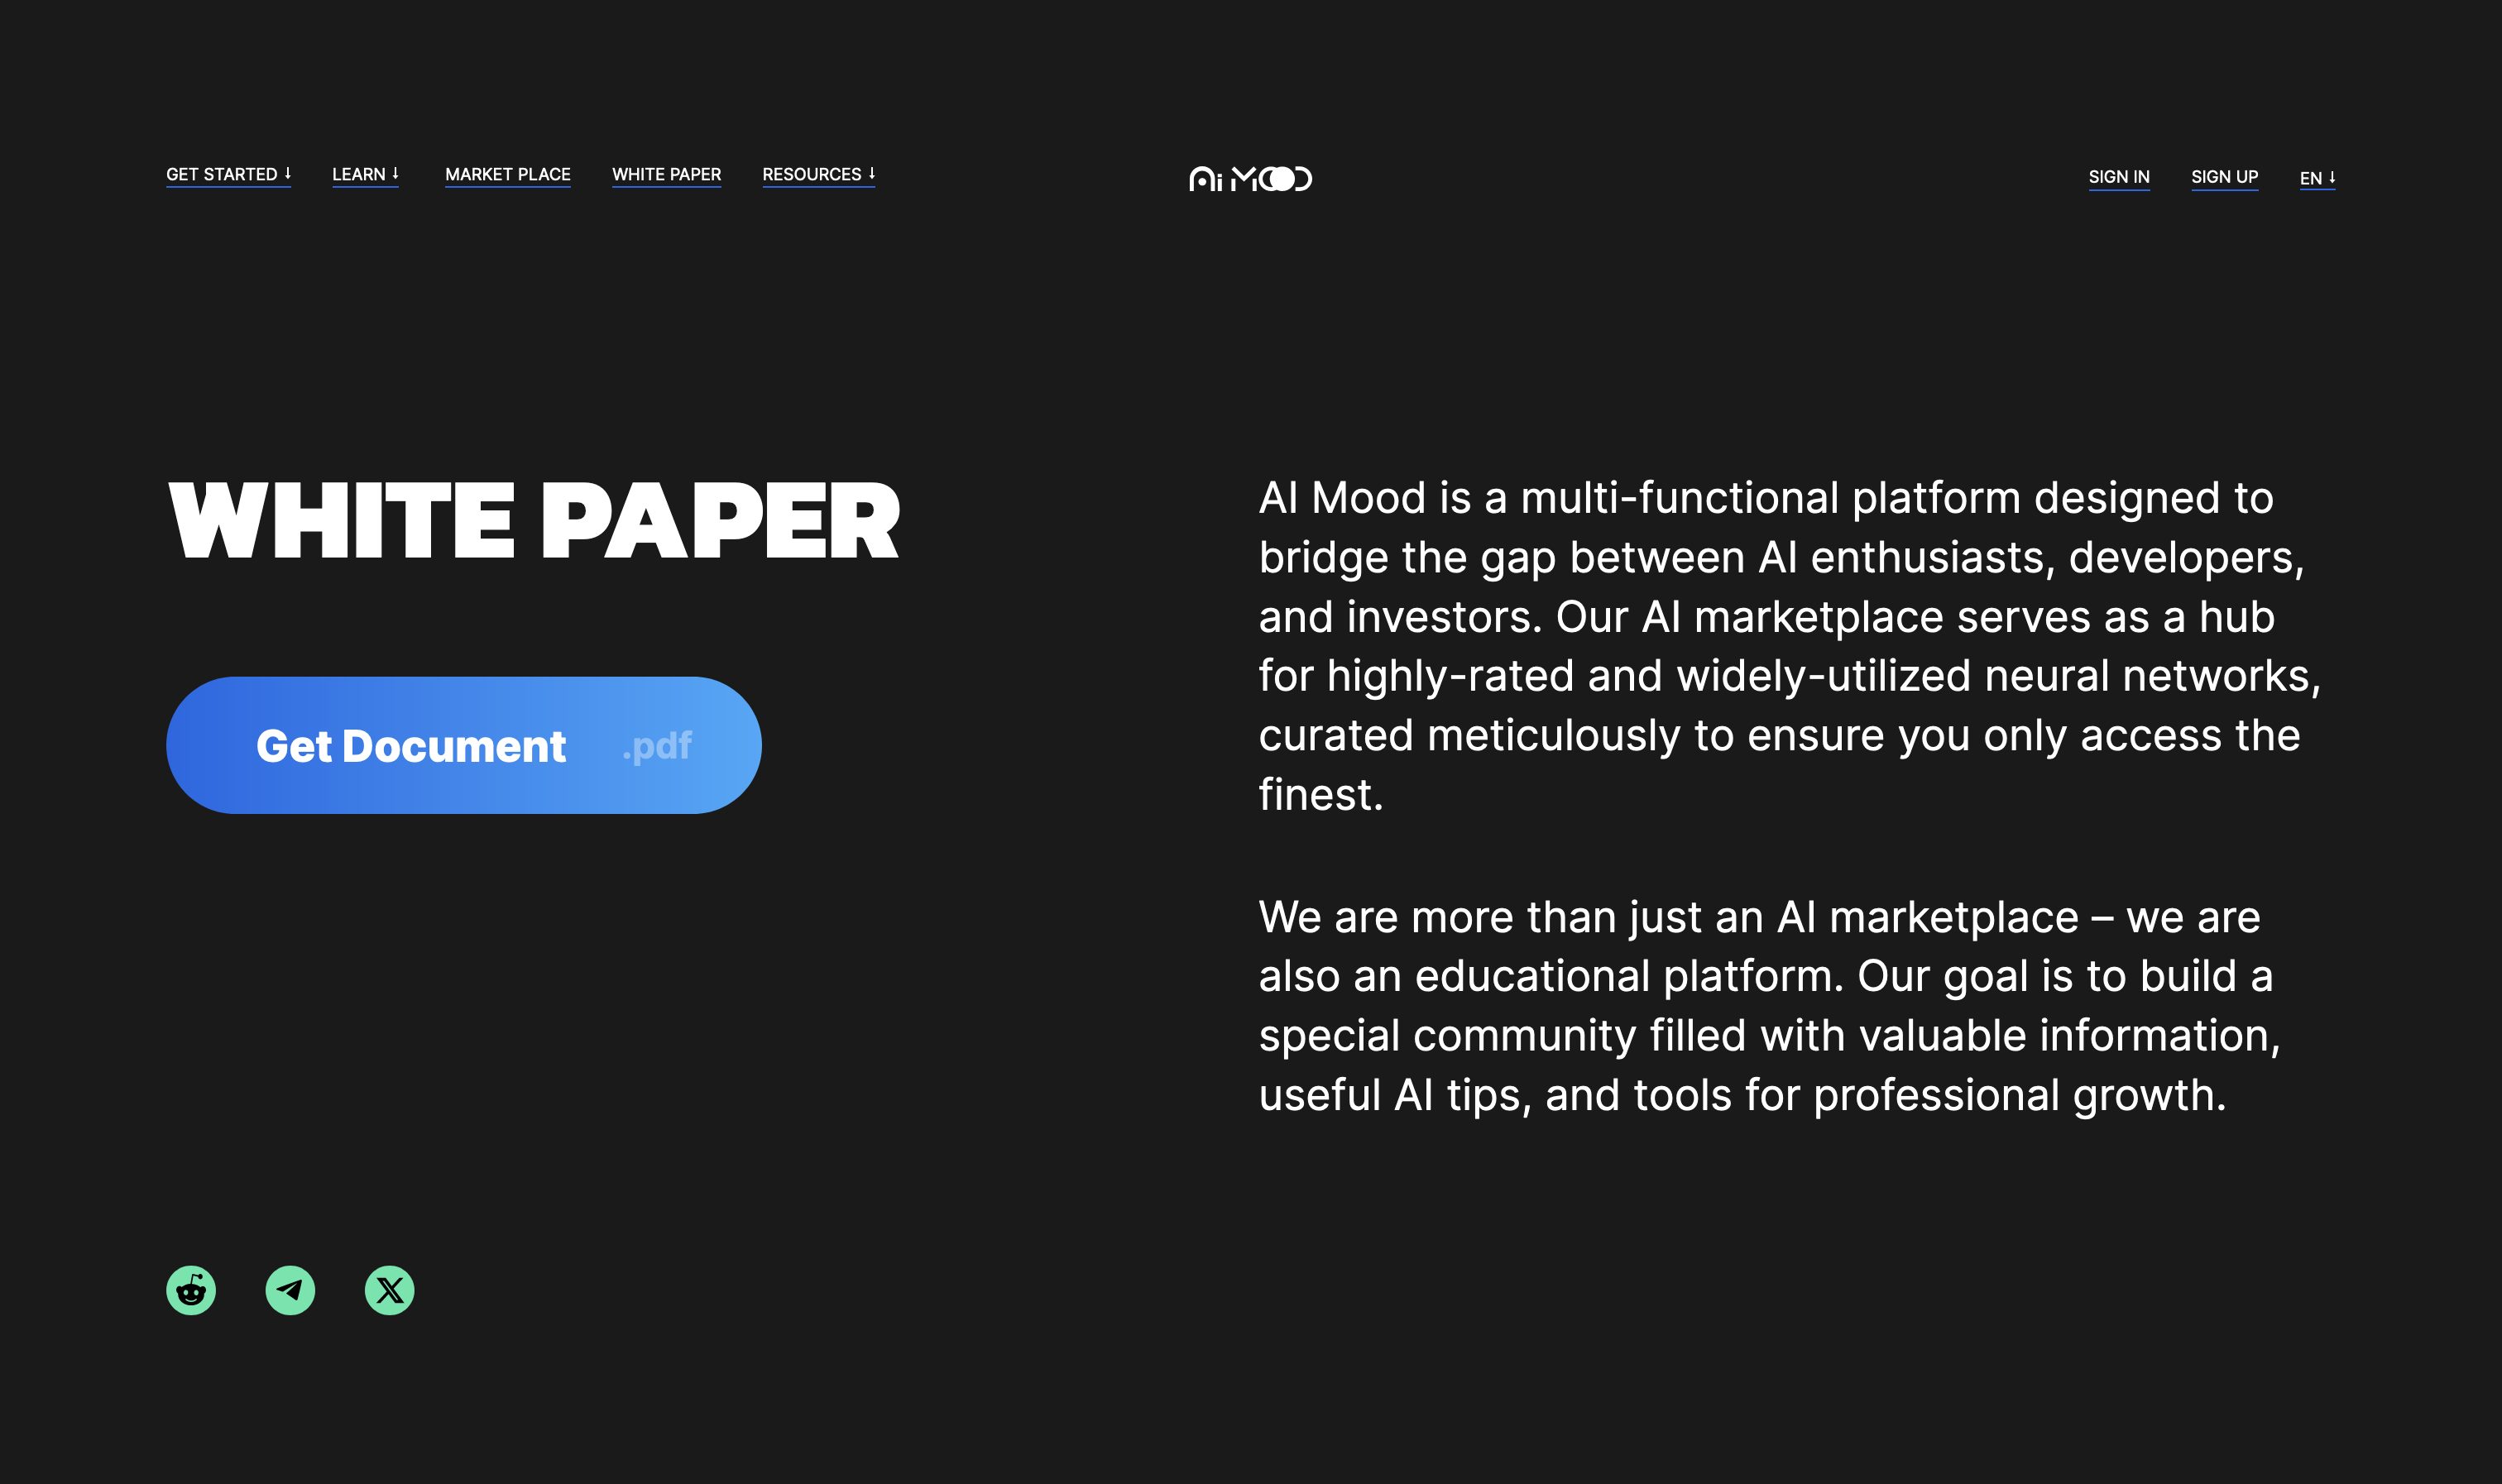 GET STARTED ↓
LEARN ↓
MARKET PLACE
WHITE PAPER
RESOURCES ↓
Ai MOOD
SIGN IN
SIGN UP
EN ↓
WHITE PAPER
Get Document .pdf
AI Mood is a multi-functional platform designed to
bridge the gap between AI enthusiasts, developers,
and investors. Our AI marketplace serves as a hub
for highly-rated and widely-utilized neural networks,
curated meticulously to ensure you only access the
finest.
We are more than just an AI marketplace – we are
also an educational platform. Our goal is to build a
special community filled with valuable information,
useful AI tips, and tools for professional growth.